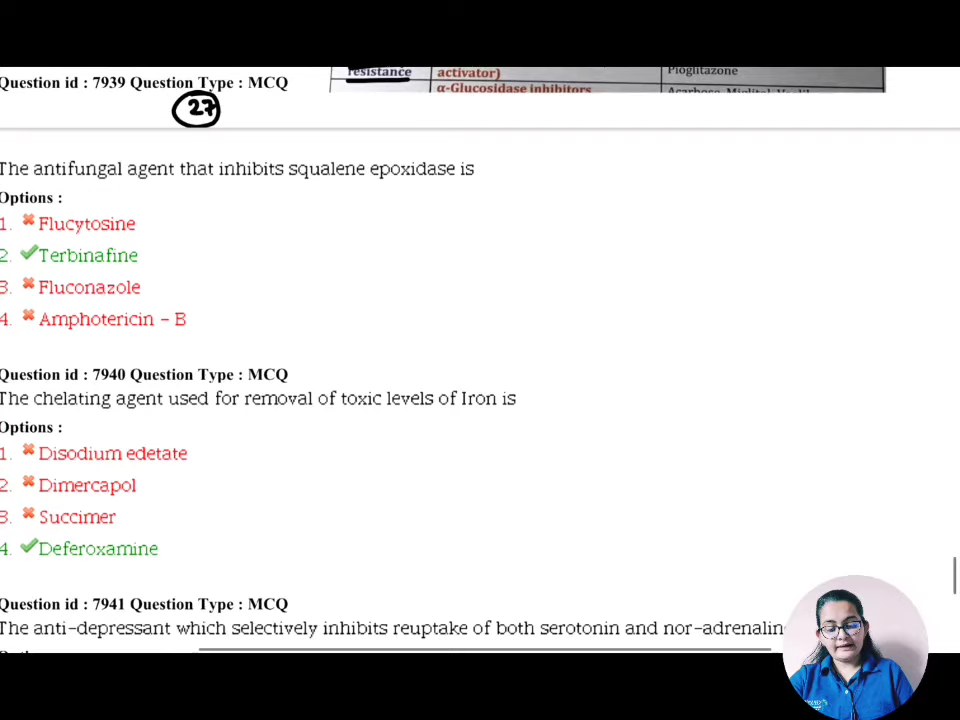 resistance activator) Pioglitazone
Question id : 7939 Question Type : MCQ
α-Glucosidase inhibitors
27
The antifungal agent that inhibits squalene epoxidase is
Options :
1. Flucytosine
2. Terbinafine
3. Fluconazole
4. Amphotericin - B
Question id : 7940 Question Type : MCQ
The chelating agent used for removal of toxic levels of Iron is
Options :
1. Disodium edetate
2. Dimercapol
3. Succimer
4. Deferoxamine
Question id : 7941 Question Type : MCQ
The anti-depressant which selectively inhibits reuptake of both serotonin and nor-adrenalin